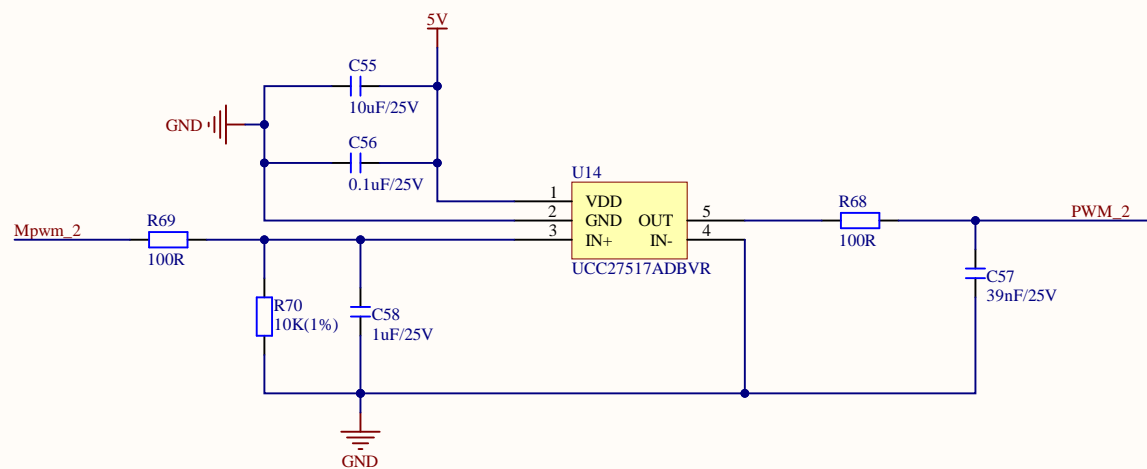 5V
C55
10uF/25V
GND
C56
0.1uF/25V
U14
1 VDD
2 GND OUT 5
3 IN+ IN- 4
UCC27517ADBVR
R68
100R
PWM_2
Mpwm_2
R69
100R
R70
10K(1%)
C58
1uF/25V
C57
39nF/25V
GND